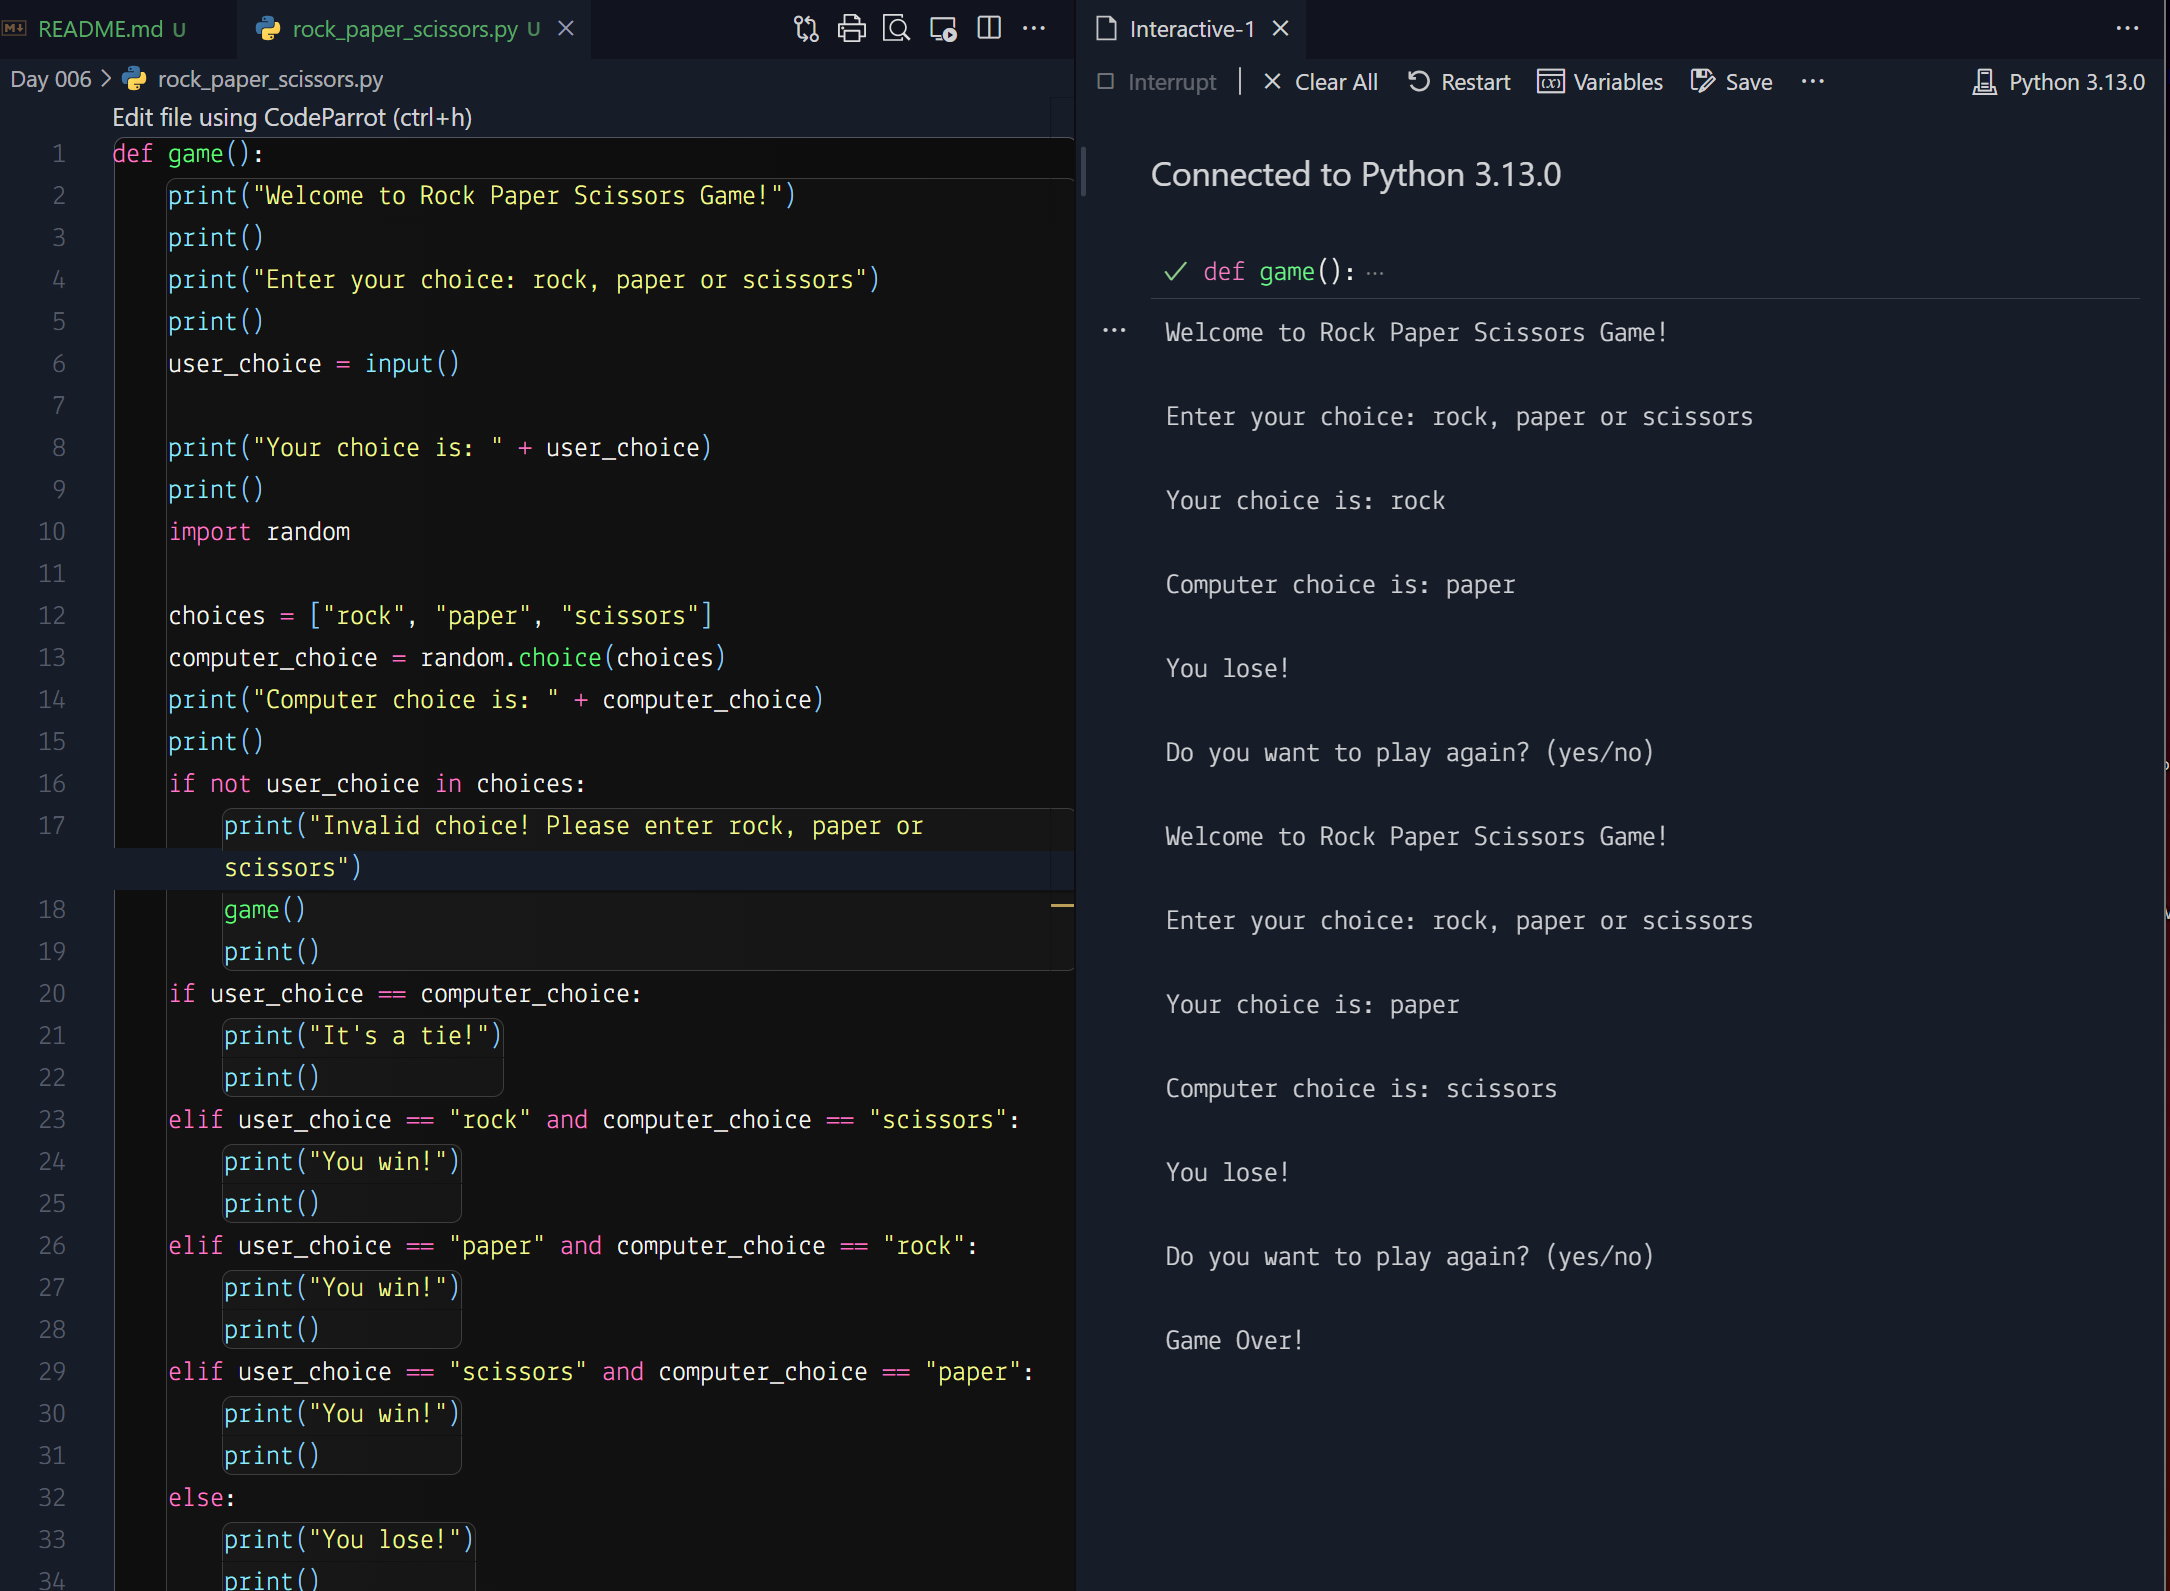 README.md U
rock_paper_scissors.py U
Day 006 > rock_paper_scissors.py
Edit file using CodeParrot (ctrl+h)
1 def game():
2     print("Welcome to Rock Paper Scissors Game!")
3     print()
4     print("Enter your choice: rock, paper or scissors")
5     print()
6     user_choice = input()
7
8     print("Your choice is: " + user_choice)
9     print()
10     import random
11
12     choices = ["rock", "paper", "scissors"]
13     computer_choice = random.choice(choices)
14     print("Computer choice is: " + computer_choice)
15     print()
16     if not user_choice in choices:
17         print("Invalid choice! Please enter rock, paper or
scissors")
18         game()
19         print()
20     if user_choice == computer_choice:
21         print("It's a tie!")
22         print()
23     elif user_choice == "rock" and computer_choice == "scissors":
24         print("You win!")
25         print()
26     elif user_choice == "paper" and computer_choice == "rock":
27         print("You win!")
28         print()
29     elif user_choice == "scissors" and computer_choice == "paper":
30         print("You win!")
31         print()
32     else:
33         print("You lose!")
34         print()
Interactive-1
Interrupt | Clear All Restart Variables Save ··· Python 3.13.0
Connected to Python 3.13.0
def game(): ···
Welcome to Rock Paper Scissors Game!
Enter your choice: rock, paper or scissors
Your choice is: rock
Computer choice is: paper
You lose!
Do you want to play again? (yes/no)
Welcome to Rock Paper Scissors Game!
Enter your choice: rock, paper or scissors
Your choice is: paper
Computer choice is: scissors
You lose!
Do you want to play again? (yes/no)
Game Over!